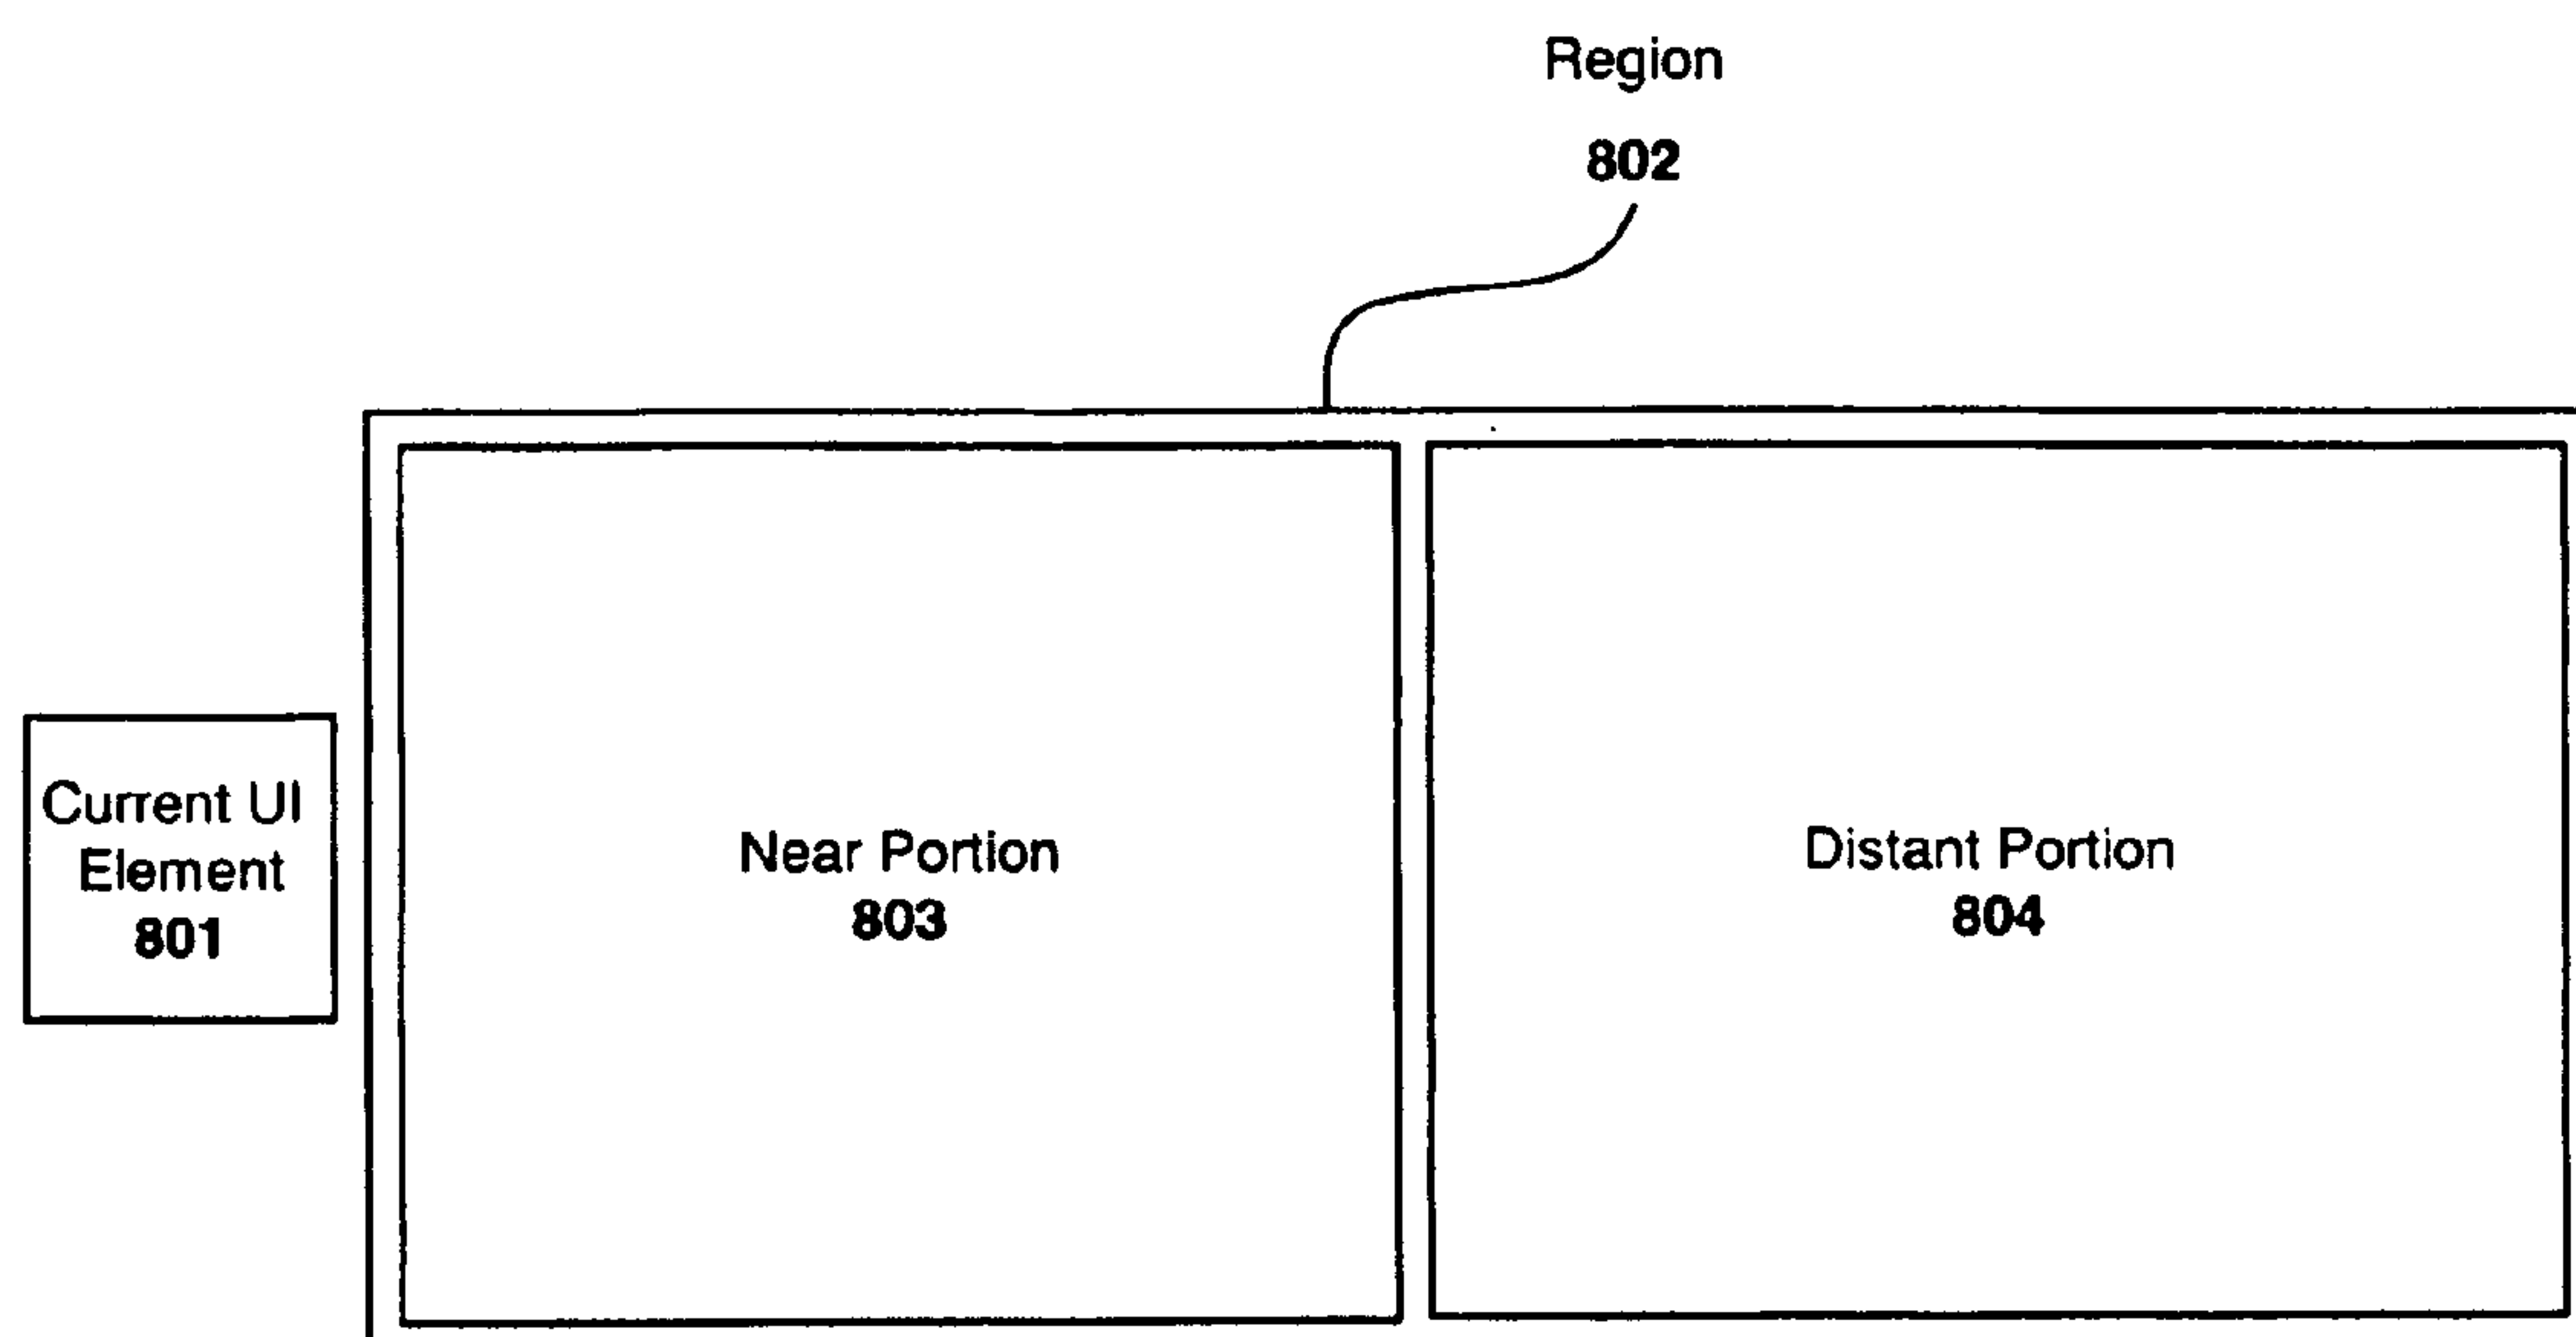 Region
802
Current UI
Element
801
Near Portion
803
Distant Portion
804